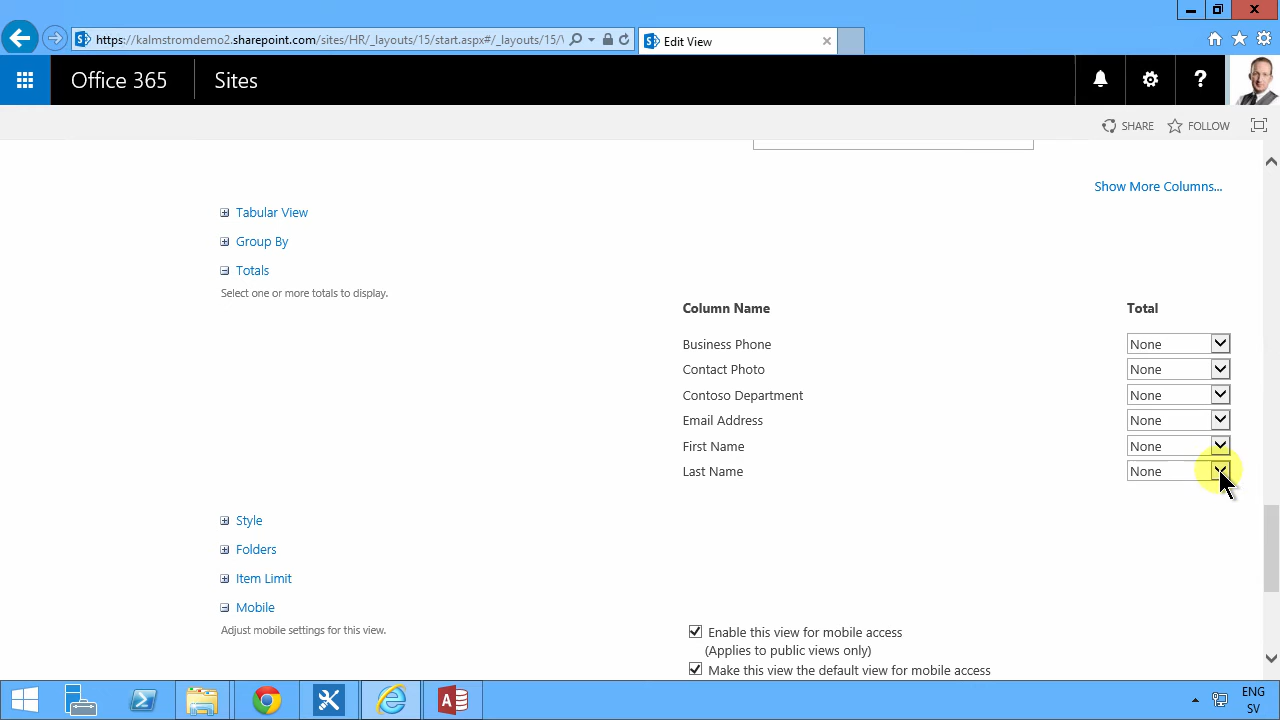 https://kalmstromdemo2.sharepoint.com/sites/HR/_layouts/15/start.aspx#/_layouts/15/
Edit View
Office 365
Sites
SHARE
FOLLOW
Show More Columns...
Tabular View
Group By
Totals
Select one or more totals to display.
Column Name Total
Business Phone None
Contact Photo None
Contoso Department None
Email Address None
First Name None
Last Name None
Style
Folders
Item Limit
Mobile
Adjust mobile settings for this view.
Enable this view for mobile access
(Applies to public views only)
Make this view the default view for mobile access
ENG
SV